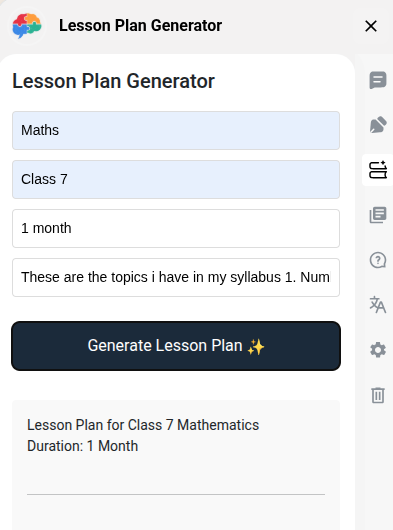 Lesson Plan Generator
Lesson Plan Generator
Maths
Class 7
1 month
These are the topics i have in my syllabus 1. Num
Generate Lesson Plan ✨
Lesson Plan for Class 7 Mathematics
Duration: 1 Month